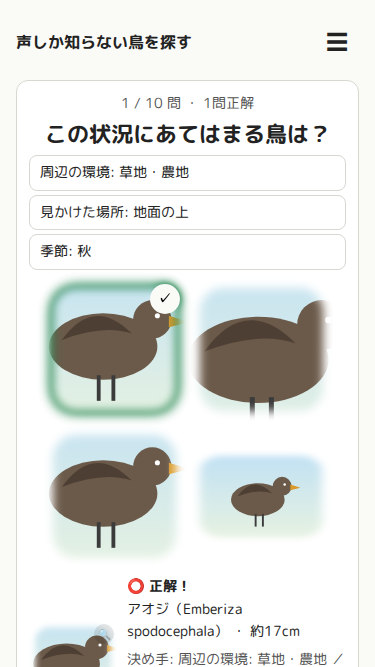 声しか知らない鳥を探す
1 / 10 問 ・ 1問正解
この状況にあてはまる鳥は？
周辺の環境: 草地・農地
見かけた場所: 地面の上
季節: 秋
⭕ 正解！
アオジ（Emberiza
spodocephala） ・ 約17cm
決め手: 周辺の環境: 草地・農地 ／